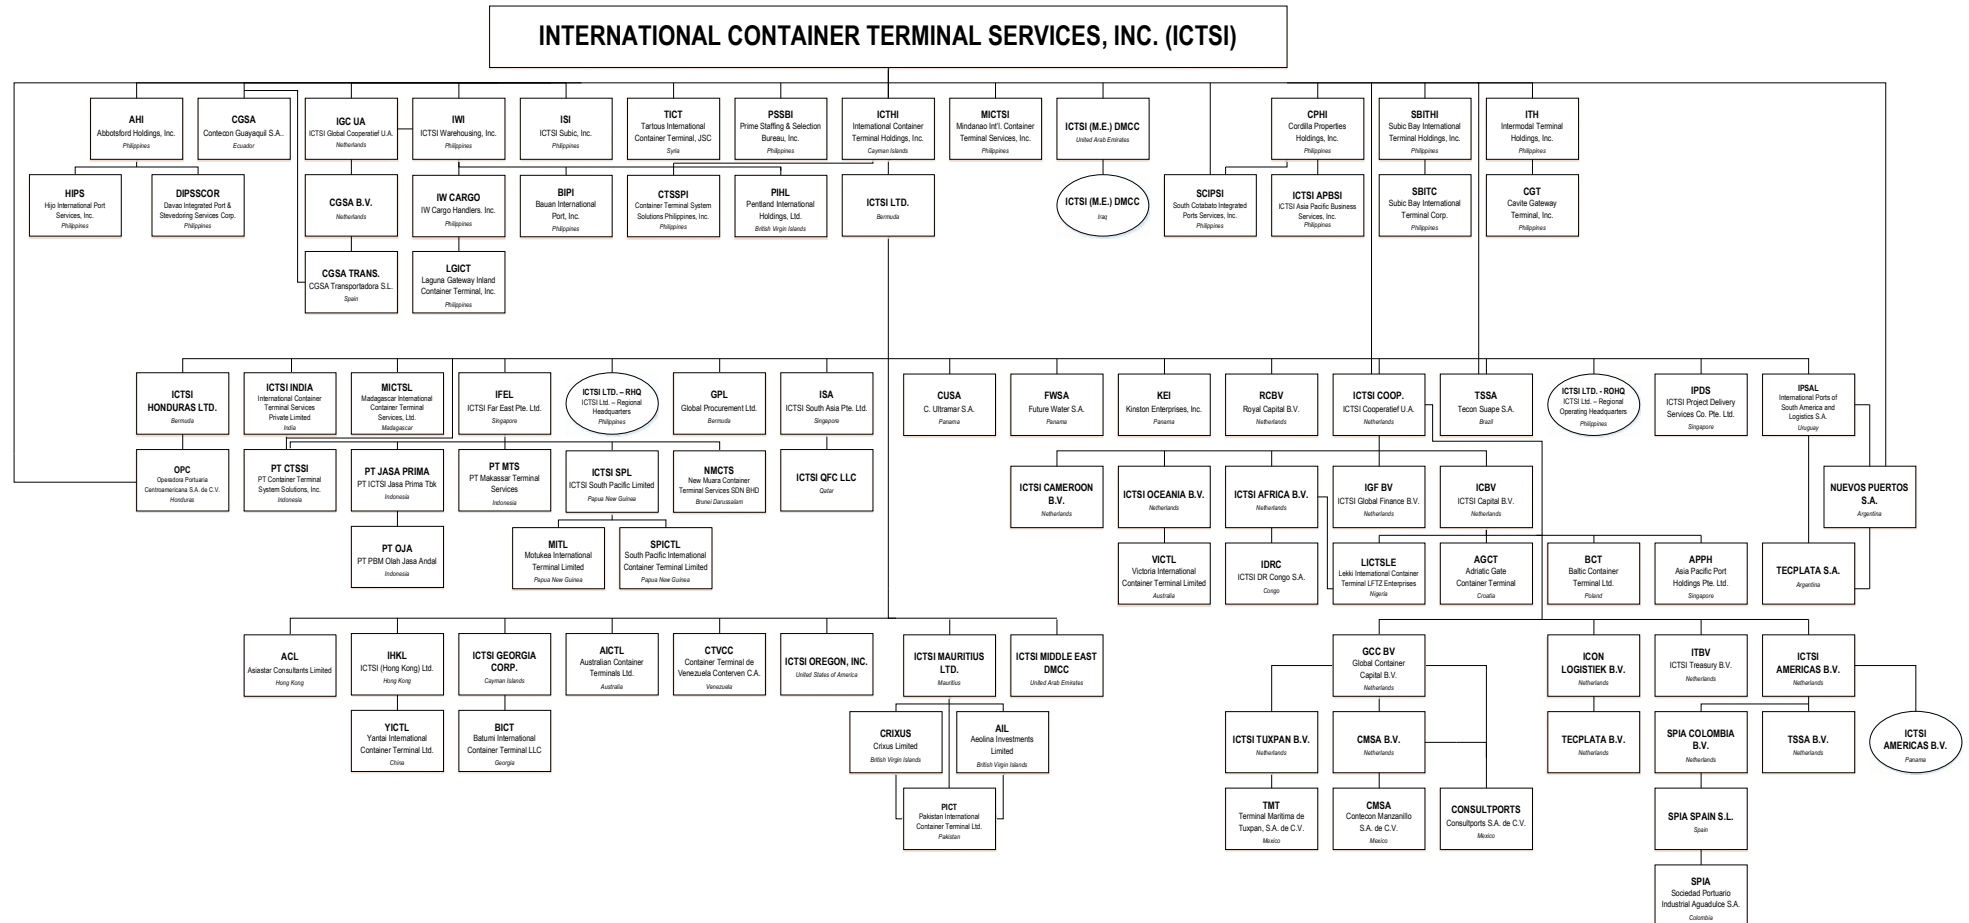 INTERNATIONAL CONTAINER TERMINAL SERVICES, INC. (ICTSI)
AHI
Abbotsford Holdings, Inc.
Philippines
CGSA
Contecon Guayaquil S.A..
Ecuador
IGC UA
ICTSI Global Cooperatief U.A.
Netherlands
IWI
ICTSI Warehousing, Inc.
Philippines
ISI
ICTSI Subic, Inc.
Philippines
TICT
Tartous International
Container Terminal, JSC
Syria
PSSBI
Prime Staffing & Selection
Bureau, Inc.
Philippines
ICTHI
International Container
Terminal Holdings, Inc.
Cayman Islands
MICTSI
Mindanao Int'l. Container
Terminal Services, Inc.
Philippines
ICTSI (M.E.) DMCC
United Arab Emirates
CPHI
Cordilla Properties
Holdings, Inc.
Philippines
SBITHI
Subic Bay International
Terminal Holdings, Inc.
Philippines
ITH
Intermodal Terminal
Holdings, Inc.
Philippines
HIPS
Hijo International Port
Services, Inc.
Philippines
DIPSSCOR
Davao Integrated Port &
Stevedoring Services Corp.
Philippines
CGSA B.V.
Netherlands
IW CARGO
IW Cargo Handlers. Inc.
Philippines
BIPI
Bauan International
Port, Inc.
Philippines
CTSSPI
Container Terminal System
Solutions Philippines, Inc.
Philippines
PIHL
Pentland International
Holdings, Ltd.
British Virgin Islands
ICTSI LTD.
Bermuda
ICTSI (M.E.) DMCC
Iraq
SCIPSI
South Cotabato Integrated
Ports Services, Inc.
Philippines
ICTSI APBSI
ICTSI Asia Pacific Business
Services, Inc.
Philippines
SBITC
Subic Bay International
Terminal Corp.
Philippines
CGT
Cavite Gateway
Terminal, Inc.
Philippines
CGSA TRANS.
CGSA Transportadora S.L.
Spain
LGICT
Laguna Gateway Inland
Container Terminal, Inc.
Philippines
ICTSI
HONDURAS LTD.
Bermuda
ICTSI INDIA
International Container
Terminal Services
Private Limited
India
MICTSL
Madagascar International
Container Terminal
Services, Ltd.
Madagascar
IFEL
ICTSI Far East Pte. Ltd.
Singapore
ICTSI LTD. – RHQ
ICTSI Ltd. – Regional
Headquarters
Philippines
GPL
Global Procurement Ltd.
Bermuda
ISA
ICTSI South Asia Pte. Ltd.
Singapore
CUSA
C. Ultramar S.A.
Panama
FWSA
Future Water S.A.
Panama
KEI
Kinston Enterprises, Inc.
Panama
RCBV
Royal Capital B.V.
Netherlands
ICTSI COOP.
ICTSI Cooperatief U.A.
Netherlands
TSSA
Tecon Suape S.A.
Brazil
ICTSI LTD. - ROHQ
ICTSI Ltd. – Regional
Operating Headquarters
Philippines
IPDS
ICTSI Project Delivery
Services Co. Pte. Ltd.
Singapore
IPSAL
International Ports of
South America and
Logistics S.A.
Uruguay
OPC
Operadora Portuaria
Centroamericana S.A. de C.V.
Honduras
PT CTSSI
PT Container Terminal
System Solutions, Inc.
Indonesia
PT JASA PRIMA
PT ICTSI Jasa Prima Tbk
Indonesia
PT MTS
PT Makassar Terminal
Services
Indonesia
ICTSI SPL
ICTSI South Pacific Limited
Papua New Guinea
NMCTS
New Muara Container
Terminal Services SDN BHD
Brunei Darussalam
ICTSI QFC LLC
Qatar
ICTSI CAMEROON
B.V.
Netherlands
ICTSI OCEANIA B.V.
Netherlands
ICTSI AFRICA B.V.
Netherlands
IGF BV
ICTSI Global Finance B.V.
Netherlands
ICBV
ICTSI Capital B.V.
Netherlands
NUEVOS PUERTOS
S.A.
Argentina
PT OJA
PT PBM Olah Jasa Andal
Indonesia
MITL
Motukea International
Terminal Limited
Papua New Guinea
SPICTL
South Pacific International
Container Terminal Limited
Papua New Guinea
VICTL
Victoria International
Container Terminal Limited
Australia
IDRC
ICTSI DR Congo S.A.
Congo
LICTSLE
Lekki International Container
Terminal LFTZ Enterprises
Nigeria
AGCT
Adriatic Gate
Container Terminal
Croatia
BCT
Baltic Container
Terminal Ltd.
Poland
APPH
Asia Pacific Port
Holdings Pte. Ltd.
Singapore
TECPLATA S.A.
Argentina
ACL
Asiastar Consultants Limited
Hong Kong
IHKL
ICTSI (Hong Kong) Ltd.
Hong Kong
ICTSI GEORGIA
CORP.
Cayman Islands
AICTL
Australian Container
Terminals Ltd.
Australia
CTVCC
Container Terminal de
Venezuela Conterven C.A.
Venezuela
ICTSI OREGON, INC.
United States of America
ICTSI MAURITIUS
LTD.
Mauritius
ICTSI MIDDLE EAST
DMCC
United Arab Emirates
GCC BV
Global Container
Capital B.V.
Netherlands
ICON
LOGISTIEK B.V.
Netherlands
ITBV
ICTSI Treasury B.V.
Netherlands
ICTSI
AMERICAS B.V.
Netherlands
YICTL
Yantai International
Container Terminal Ltd.
China
BICT
Batumi International
Container Terminal LLC
Georgia
CRIXUS
Crixus Limited
British Virgin Islands
AIL
Aeolina Investments
Limited
British Virgin Islands
ICTSI TUXPAN B.V.
Netherlands
CMSA B.V.
Netherlands
TECPLATA B.V.
Netherlands
SPIA COLOMBIA
B.V.
Netherlands
TSSA B.V.
Netherlands
ICTSI
AMERICAS B.V.
Panama
PICT
Pakistan International
Container Terminal Ltd.
Pakistan
TMT
Terminal Maritima de
Tuxpan, S.A. de C.V.
Mexico
CMSA
Contecon Manzanillo
S.A. de C.V.
Mexico
CONSULTPORTS
Consultports S.A. de C.V.
Mexico
SPIA SPAIN S.L.
Spain
SPIA
Sociedad Portuario
Industrial Aguadulce S.A.
Colombia